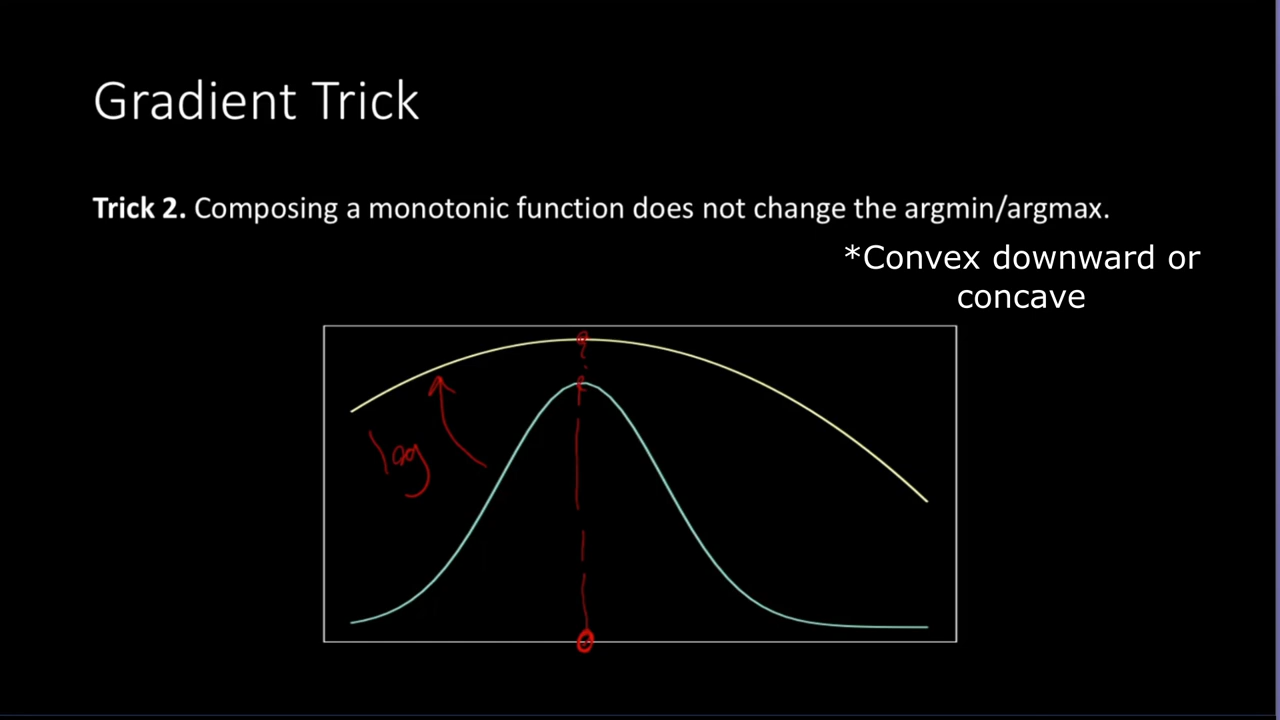 Gradient Trick
Trick 2. Composing a monotonic function does not change the argmin/argmax.
*Convex downward or
concave
log